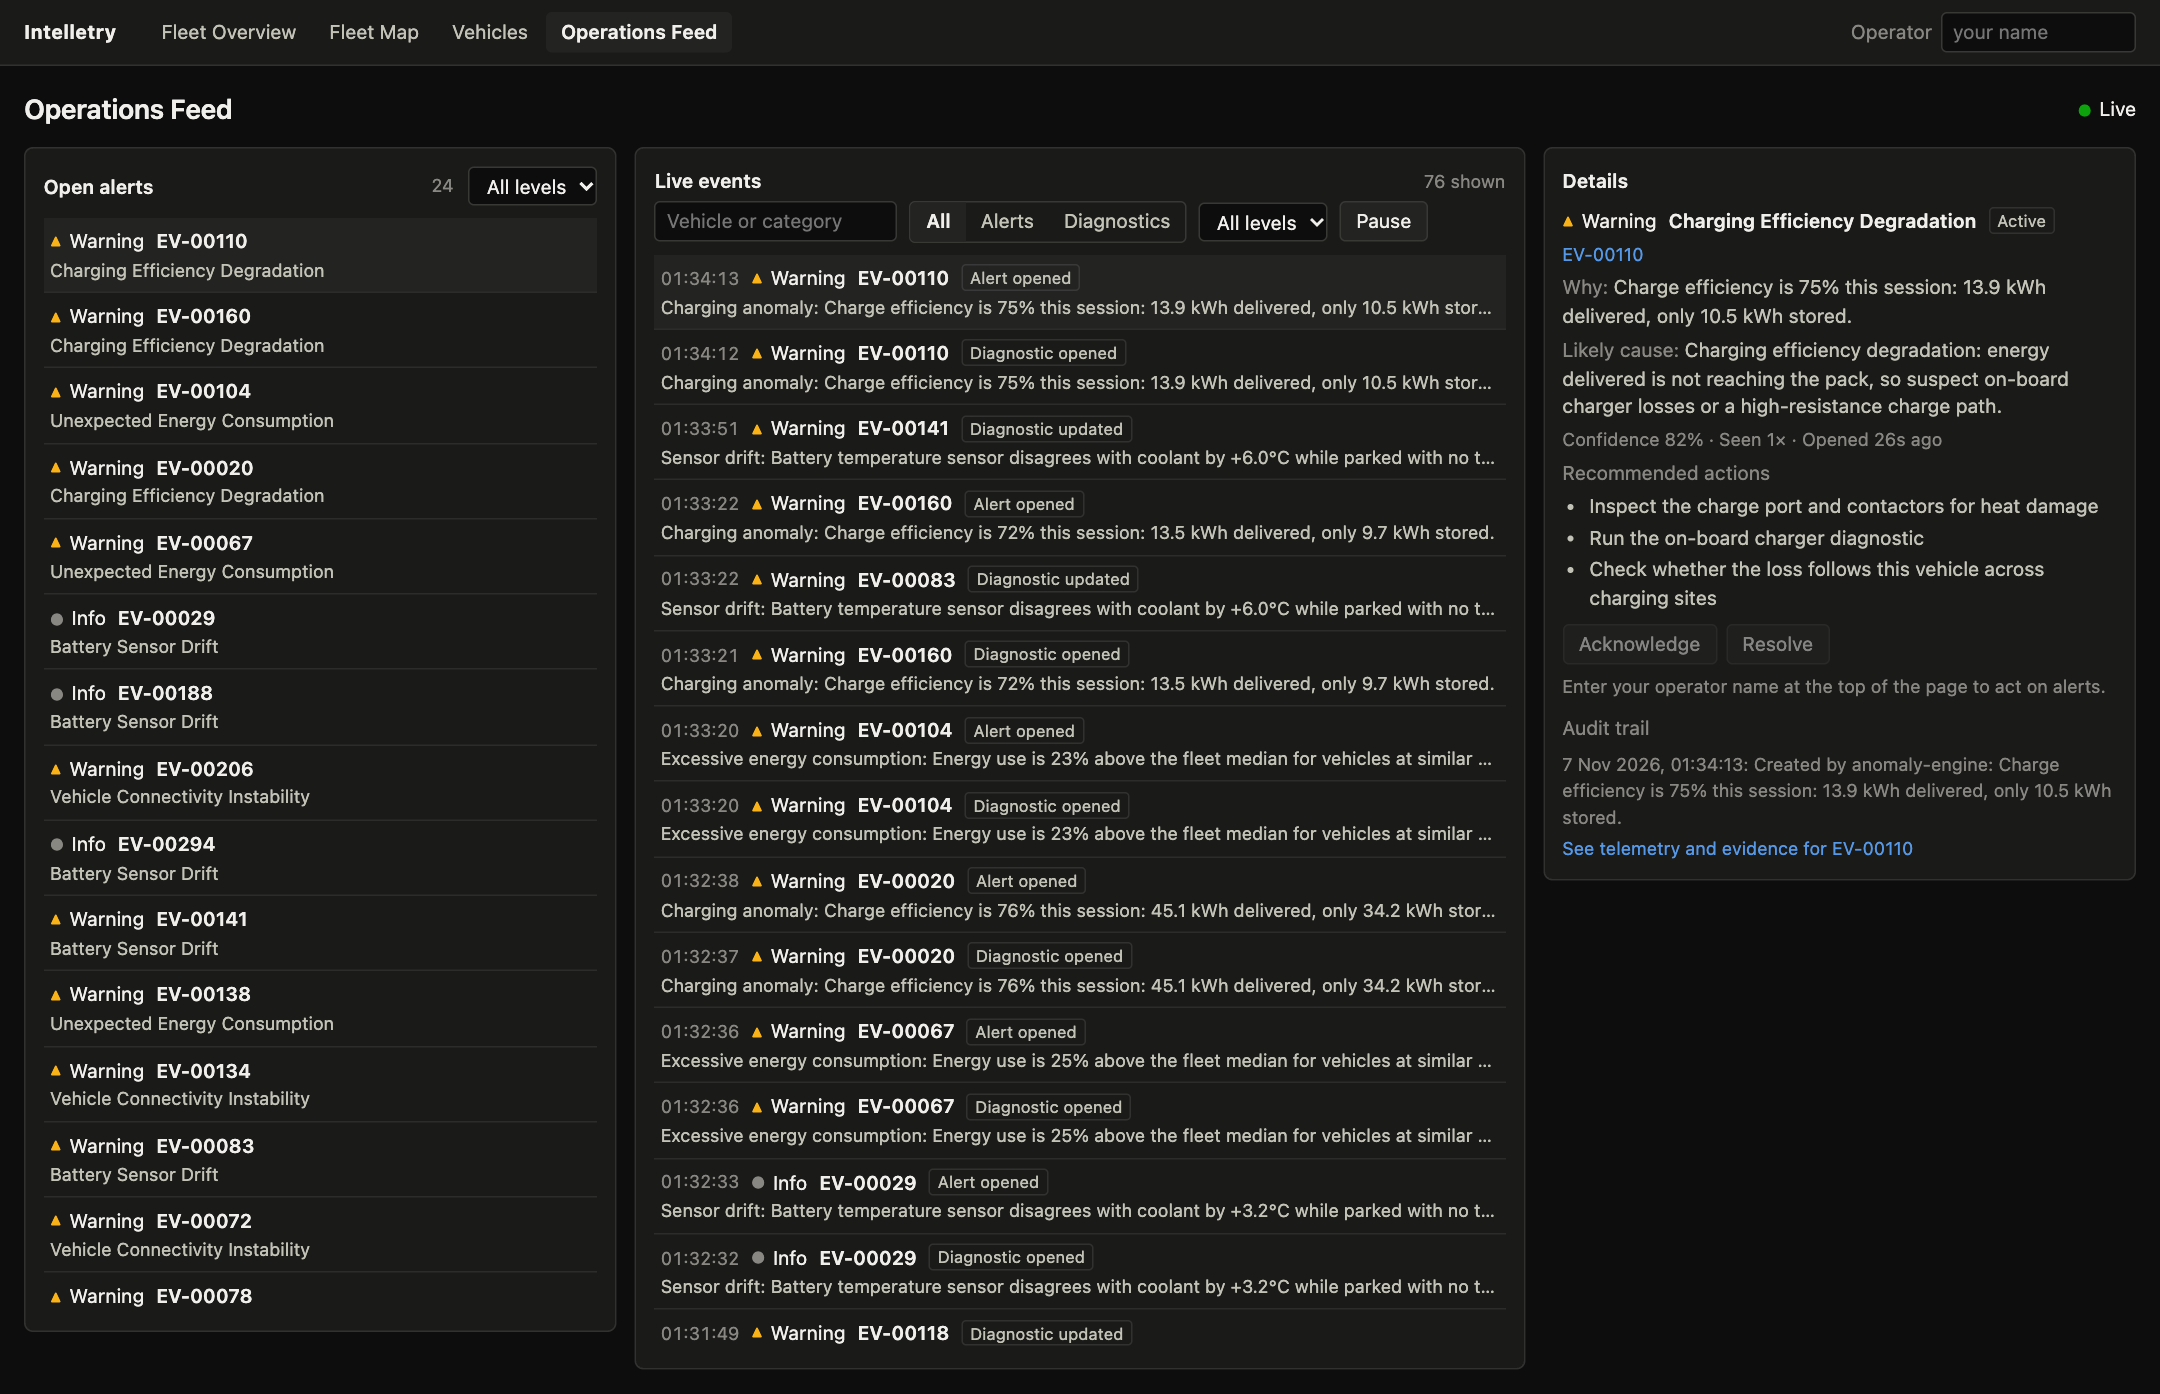 Intelletry Fleet Overview Fleet Map Vehicles Operations Feed Operator your name
Operations Feed
Live
Open alerts 24 All levels
Warning EV-00110
Charging Efficiency Degradation
Warning EV-00160
Charging Efficiency Degradation
Warning EV-00104
Unexpected Energy Consumption
Warning EV-00020
Charging Efficiency Degradation
Warning EV-00067
Unexpected Energy Consumption
Info EV-00029
Battery Sensor Drift
Info EV-00188
Battery Sensor Drift
Warning EV-00206
Vehicle Connectivity Instability
Info EV-00294
Battery Sensor Drift
Warning EV-00141
Battery Sensor Drift
Warning EV-00138
Unexpected Energy Consumption
Warning EV-00134
Vehicle Connectivity Instability
Warning EV-00083
Battery Sensor Drift
Warning EV-00072
Vehicle Connectivity Instability
Warning EV-00078
Live events 76 shown
Vehicle or category All Alerts Diagnostics All levels Pause
01:34:13 Warning EV-00110 Alert opened
Charging anomaly: Charge efficiency is 75% this session: 13.9 kWh delivered, only 10.5 kWh stor...
01:34:12 Warning EV-00110 Diagnostic opened
Charging anomaly: Charge efficiency is 75% this session: 13.9 kWh delivered, only 10.5 kWh stor...
01:33:51 Warning EV-00141 Diagnostic updated
Sensor drift: Battery temperature sensor disagrees with coolant by +6.0°C while parked with no t...
01:33:22 Warning EV-00160 Alert opened
Charging anomaly: Charge efficiency is 72% this session: 13.5 kWh delivered, only 9.7 kWh stored.
01:33:22 Warning EV-00083 Diagnostic updated
Sensor drift: Battery temperature sensor disagrees with coolant by +6.0°C while parked with no t...
01:33:21 Warning EV-00160 Diagnostic opened
Charging anomaly: Charge efficiency is 72% this session: 13.5 kWh delivered, only 9.7 kWh stored.
01:33:20 Warning EV-00104 Alert opened
Excessive energy consumption: Energy use is 23% above the fleet median for vehicles at similar ...
01:33:20 Warning EV-00104 Diagnostic opened
Excessive energy consumption: Energy use is 23% above the fleet median for vehicles at similar ...
01:32:38 Warning EV-00020 Alert opened
Charging anomaly: Charge efficiency is 76% this session: 45.1 kWh delivered, only 34.2 kWh stor...
01:32:37 Warning EV-00020 Diagnostic opened
Charging anomaly: Charge efficiency is 76% this session: 45.1 kWh delivered, only 34.2 kWh stor...
01:32:36 Warning EV-00067 Alert opened
Excessive energy consumption: Energy use is 25% above the fleet median for vehicles at similar ...
01:32:36 Warning EV-00067 Diagnostic opened
Excessive energy consumption: Energy use is 25% above the fleet median for vehicles at similar ...
01:32:33 Info EV-00029 Alert opened
Sensor drift: Battery temperature sensor disagrees with coolant by +3.2°C while parked with no t...
01:32:32 Info EV-00029 Diagnostic opened
Sensor drift: Battery temperature sensor disagrees with coolant by +3.2°C while parked with no t...
01:31:49 Warning EV-00118 Diagnostic updated
Details
Warning Charging Efficiency Degradation Active
EV-00110
Why: Charge efficiency is 75% this session: 13.9 kWh
delivered, only 10.5 kWh stored.
Likely cause: Charging efficiency degradation: energy
delivered is not reaching the pack, so suspect on-board
charger losses or a high-resistance charge path.
Confidence 82% · Seen 1× · Opened 26s ago
Recommended actions
• Inspect the charge port and contactors for heat damage
• Run the on-board charger diagnostic
• Check whether the loss follows this vehicle across
charging sites
Acknowledge Resolve
Enter your operator name at the top of the page to act on alerts.
Audit trail
7 Nov 2026, 01:34:13: Created by anomaly-engine: Charge
efficiency is 75% this session: 13.9 kWh delivered, only 10.5 kWh
stored.
See telemetry and evidence for EV-00110